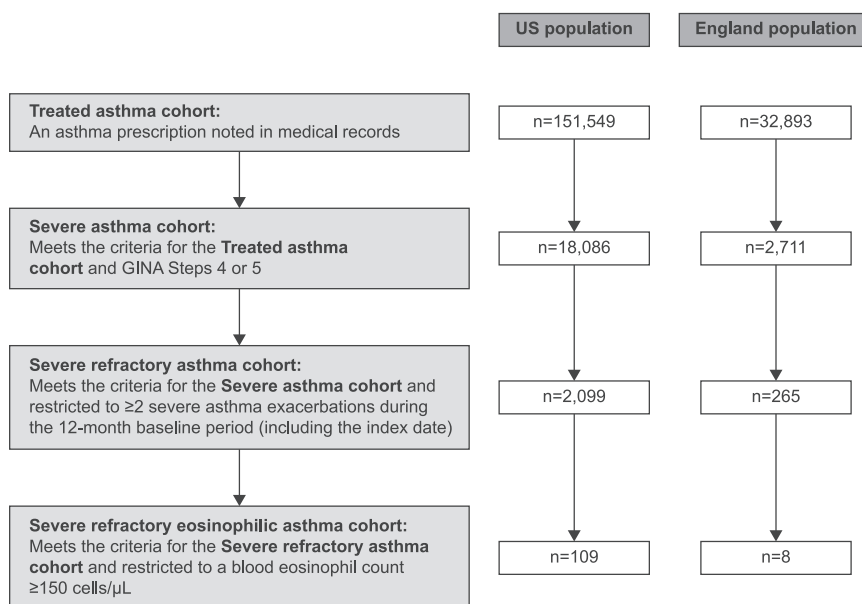 US population
England population
Treated asthma cohort:
An asthma prescription noted in medical records
n=151,549
n=32,893
Severe asthma cohort:
Meets the criteria for the Treated asthma
cohort and GINA Steps 4 or 5
n=18,086
n=2,711
Severe refractory asthma cohort:
Meets the criteria for the Severe asthma cohort and
restricted to ≥2 severe asthma exacerbations during
the 12-month baseline period (including the index date)
n=2,099
n=265
Severe refractory eosinophilic asthma cohort:
Meets the criteria for the Severe refractory asthma
cohort and restricted to a blood eosinophil count
≥150 cells/µL
n=109
n=8